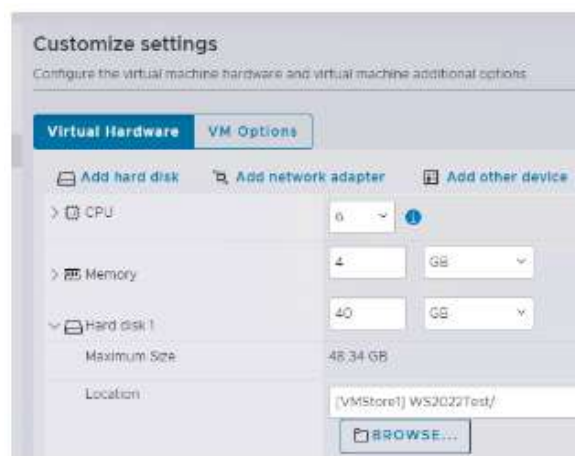 Customize settings
Configure the virtual machine hardware and virtual machine additional options
Virtual Hardware VM Options
Add hard disk Add network adapter Add other device
CPU 6
Memory 4 GB
Hard disk 1 40 GB
Maximum Size 48.34 GB
Location [VMStore1] WS2022Test/
BROWSE...